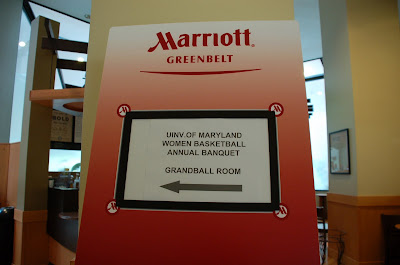 Marriott
GREENBELT
UINV.OF MARYLAND
WOMEN BASKETBALL
ANNUAL BANQUET
GRANDBALL ROOM